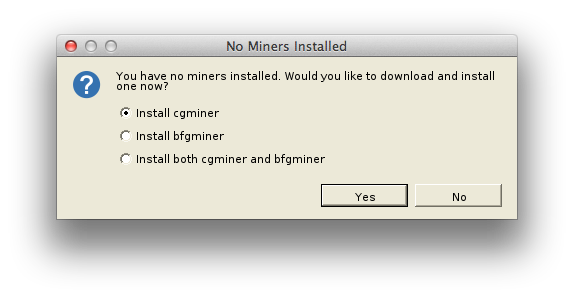 No Miners Installed
You have no miners installed. Would you like to download and install
one now?
Install cgminer
Install bfgminer
Install both cgminer and bfgminer
Yes
No